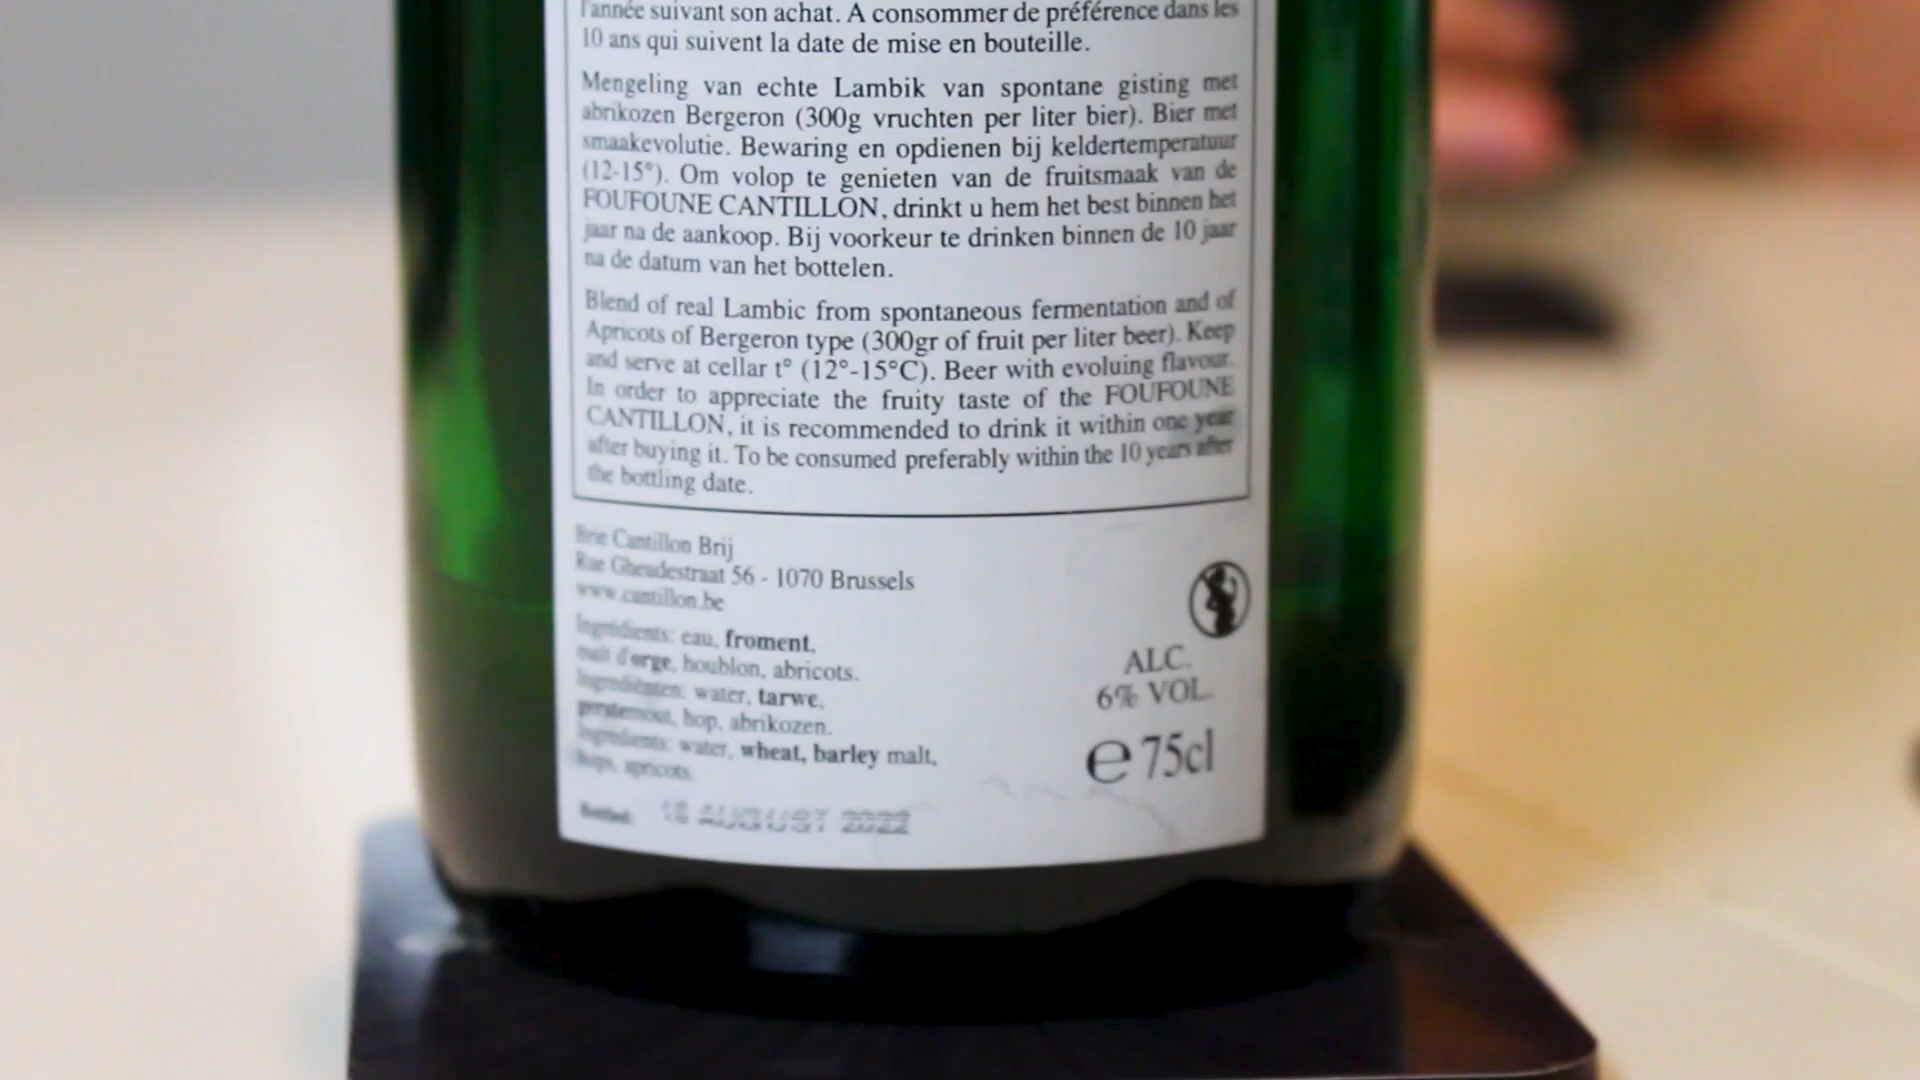 l'année suivant son achat. A consommer de préférence dans les
10 ans qui suivent la date de mise en bouteille.
Mengeling van echte Lambik van spontane gisting met
abrikozen Bergeron (300g vruchten per liter bier). Bier met
smaakevolutie. Bewaring en opdienen bij keldertemperatuur
(12-15°). Om volop te genieten van de fruitsmaak van de
FOUFOUNE CANTILLON, drinkt u hem het best binnen het
jaar na de aankoop. Bij voorkeur te drinken binnen de 10 jaar
na de datum van het bottelen.
Blend of real Lambic from spontaneous fermentation and of
Apricots of Bergeron type (300gr of fruit per liter beer). Keep
and serve at cellar t° (12°-15°C). Beer with evoluing flavour.
In order to appreciate the fruity taste of the FOUFOUNE
CANTILLON, it is recommended to drink it within one year
after buying it. To be consumed preferably within the 10 years after
the bottling date.
Brie Cantillon Brij
Rue Gheudestraat 56 - 1070 Brussels
www.cantillon.be
Ingrédients: eau, froment,
malt d'orge, houblon, abricots.
Ingrediënten: water, tarwe,
gerstemout, hop, abrikozen.
Ingredients: water, wheat, barley malt,
hops, apricots.
ALC.
6% VOL.
℮ 75cl
Bottled: 18 AUGUST 2022